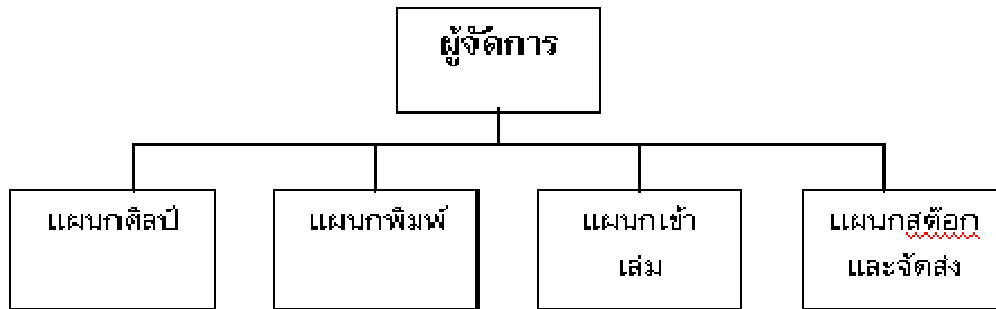 ผู้จัดการ
แผนกศิลป์
แผนกพิมพ์
แผนกเข้า
เล่ม
แผนกสต๊อก
และจัดส่ง